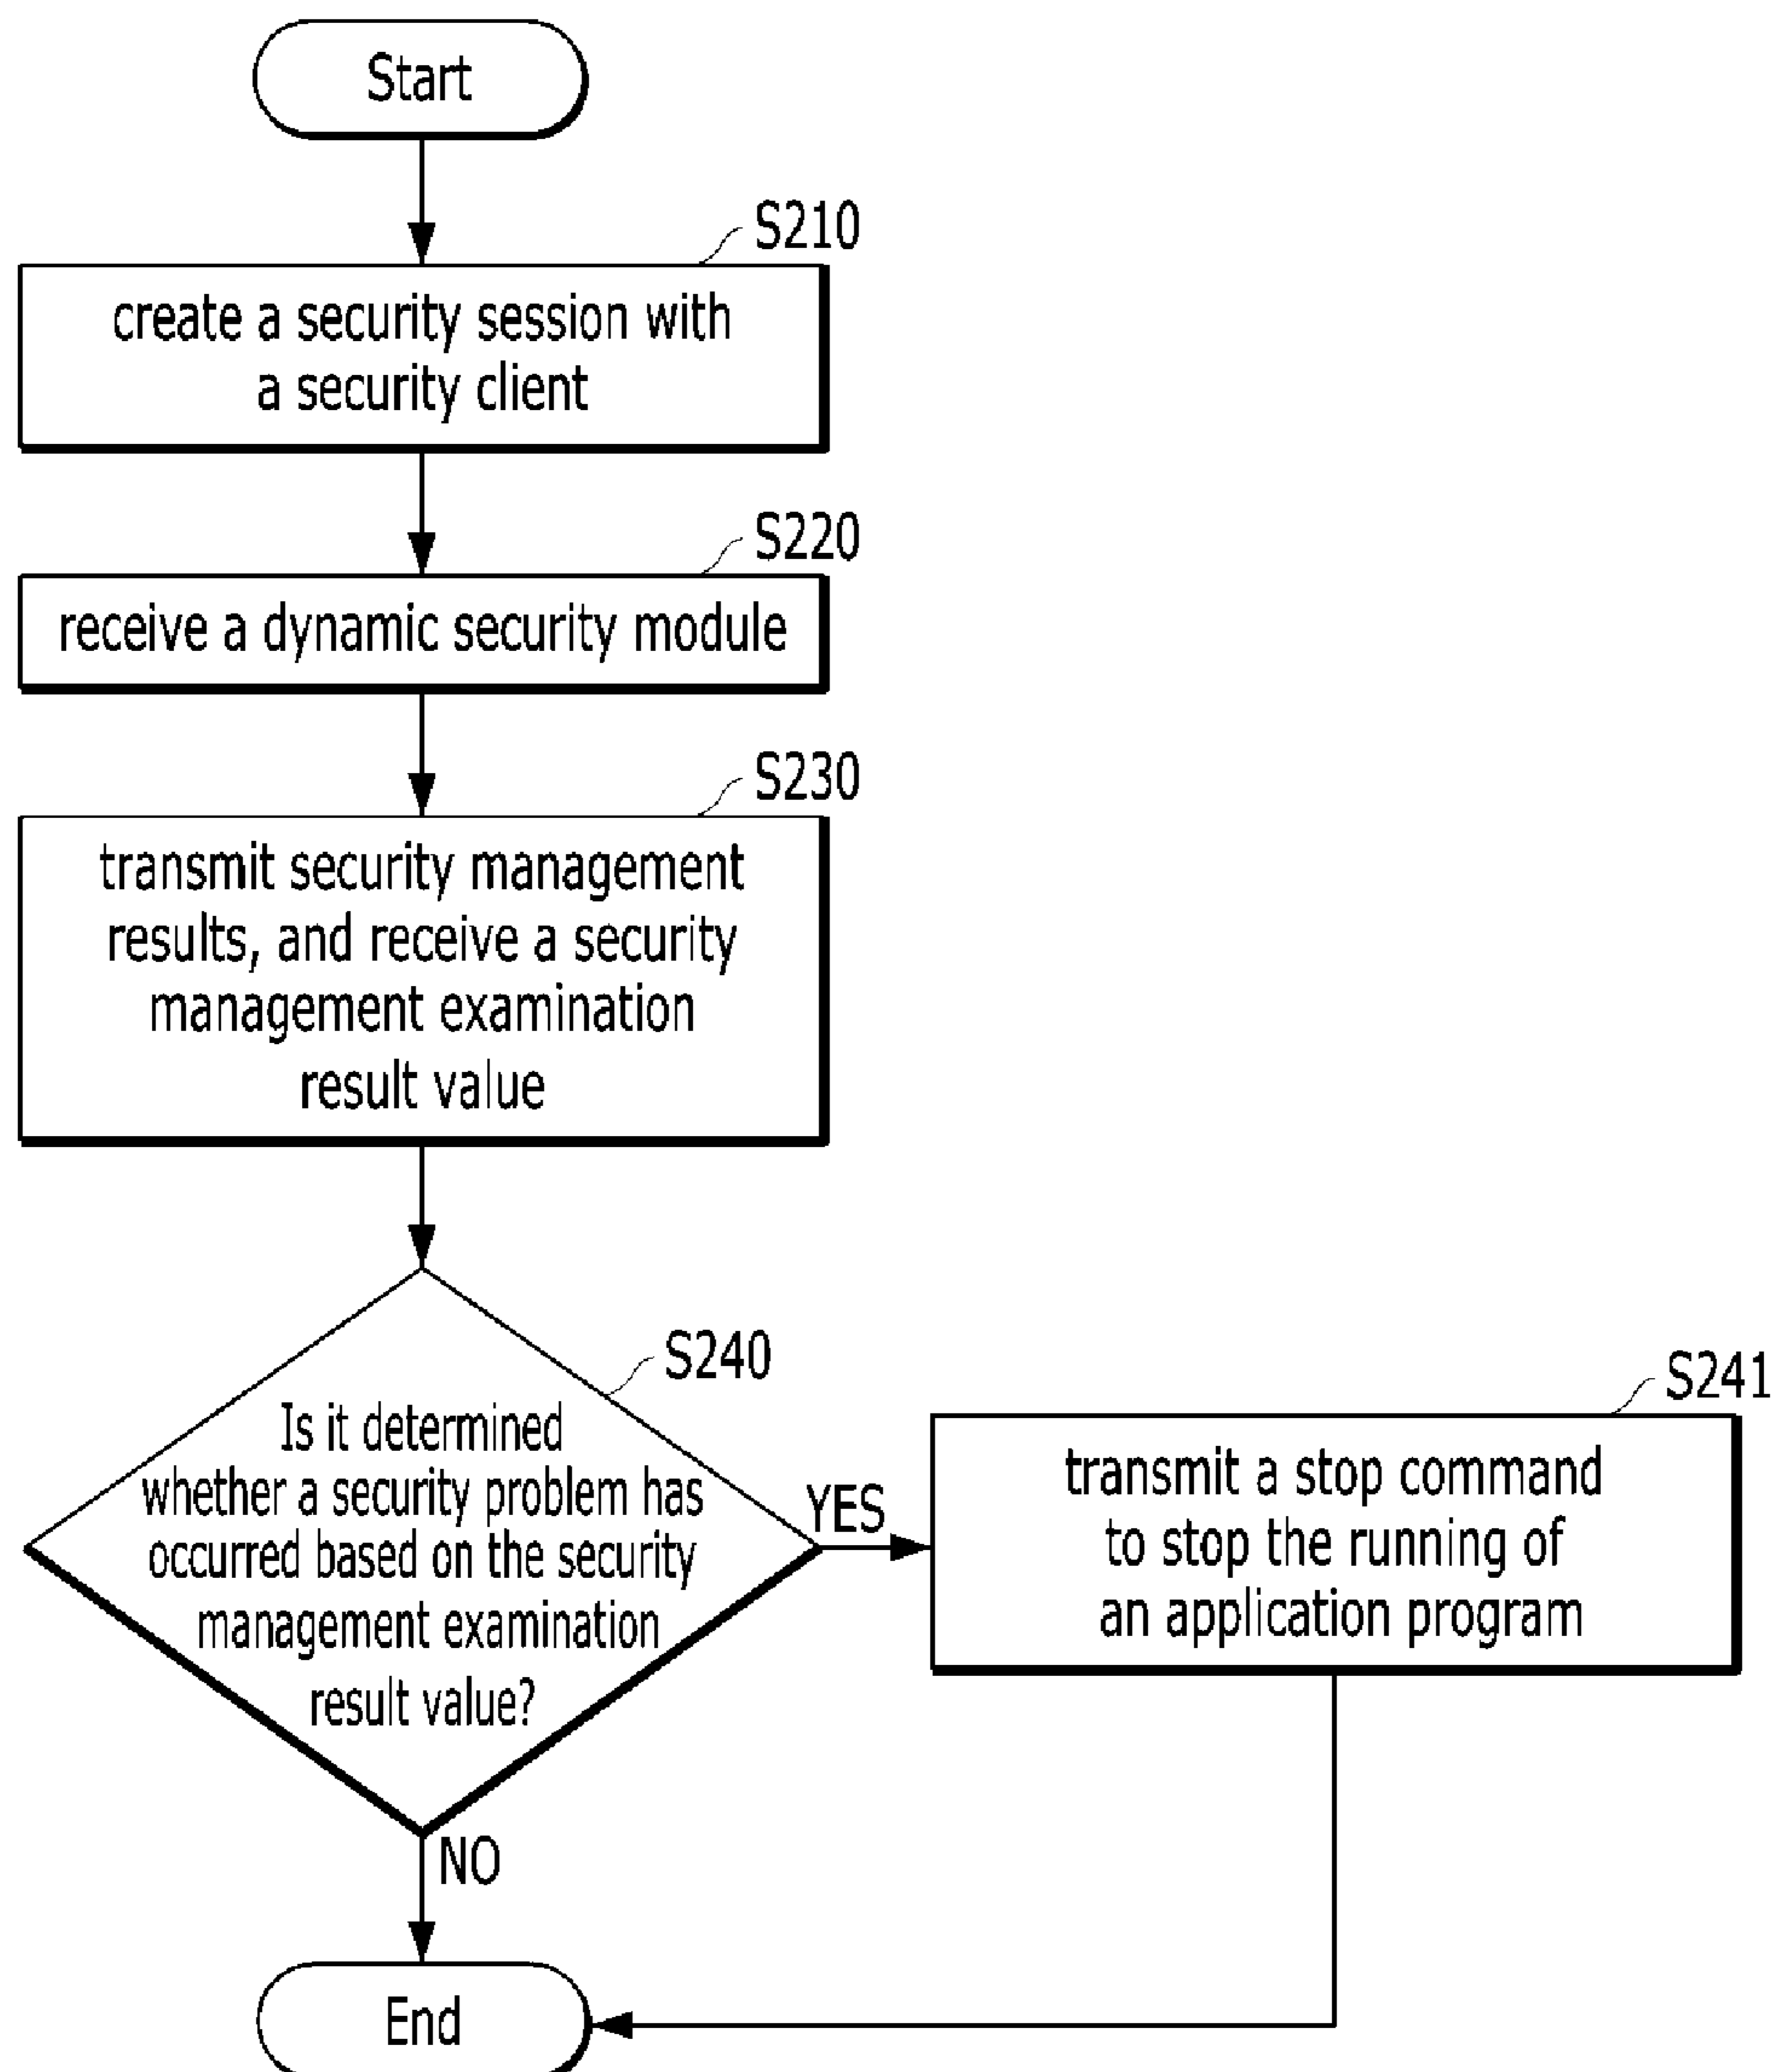 Start
S210
create a security session with
a security client
S220
receive a dynamic security module
S230
transmit security management
results, and receive a security
management examination
result value
S240
Is it determined
whether a security problem has
occurred based on the security
management examination
result value?
YES
S241
transmit a stop command
to stop the running of
an application program
NO
End